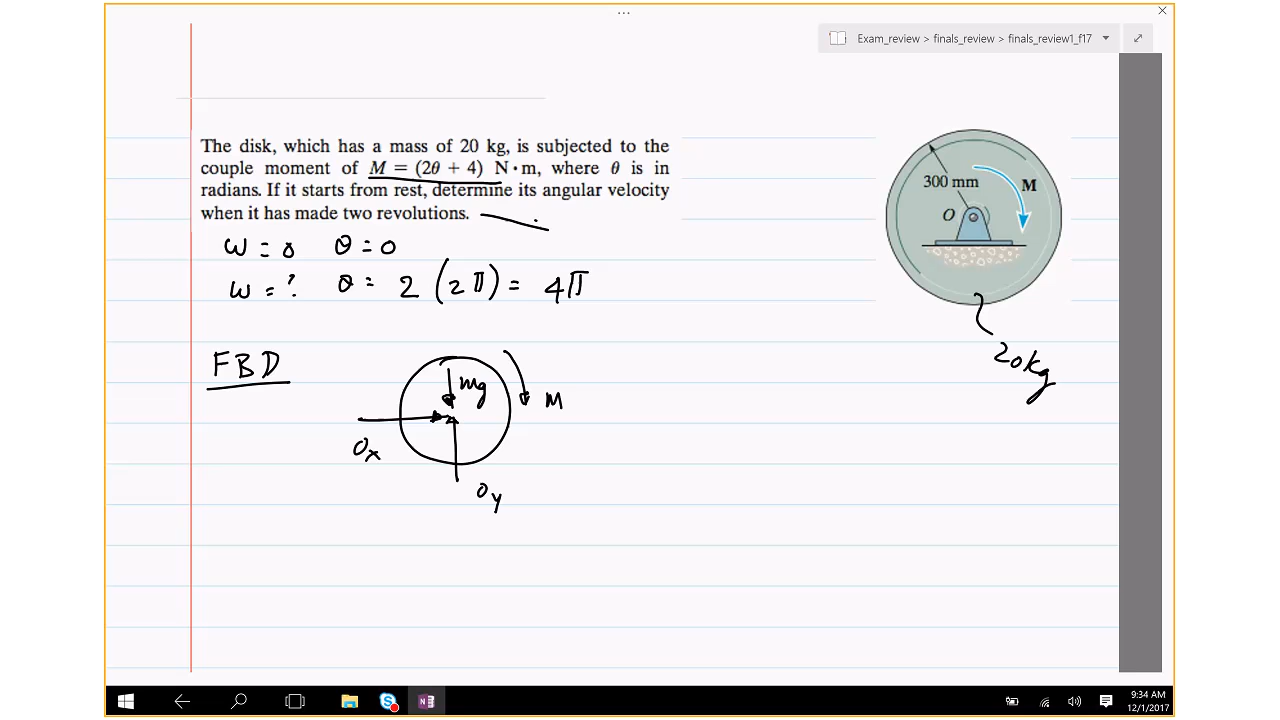 ...
Exam_review > finals_review > finals_review1_f17
The disk, which has a mass of 20 kg, is subjected to the
couple moment of M = (2θ + 4) N·m, where θ is in
radians. If it starts from rest, determine its angular velocity
when it has made two revolutions.
300 mm
M
O
ω = 0 θ = 0
ω = ? θ = 2 (2π) = 4π
20kg
FBD
mg
M
Ox
Oy
9:34 AM
12/1/2017